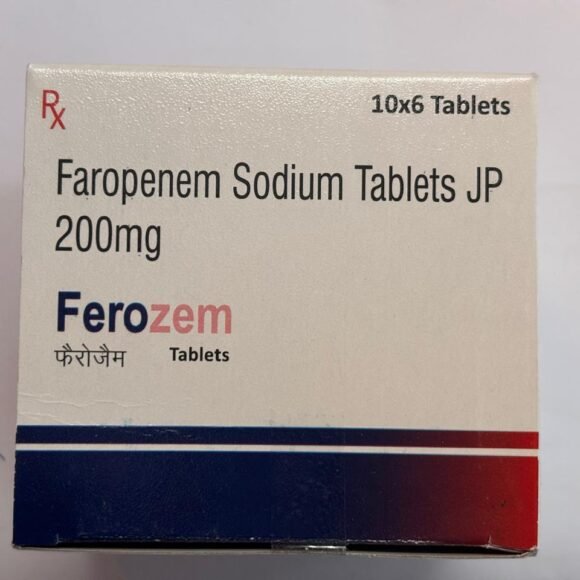 Rx
10x6 Tablets
Faropenem Sodium Tablets JP
200mg
Ferozem
फैरोजैम Tablets